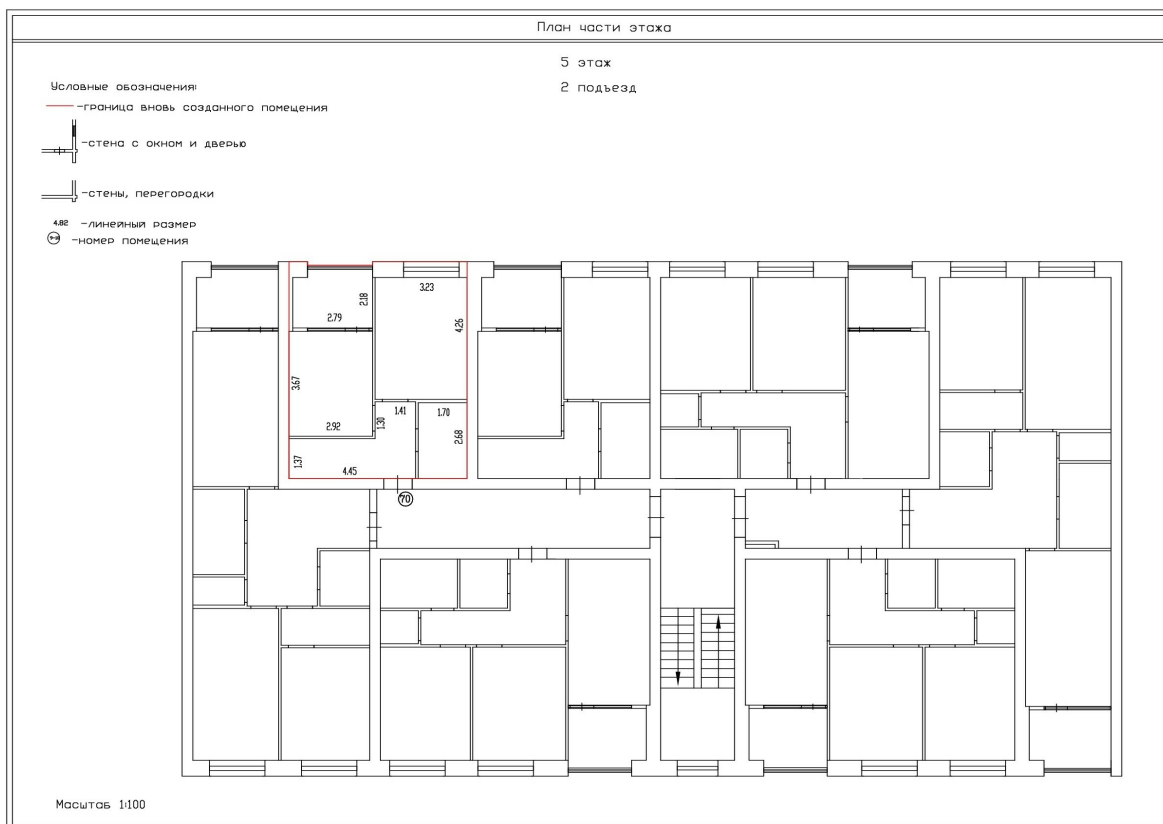 План части этажа
5 этаж
2 подъезд
Условные обозначения:
-граница вновь созданного помещения
-стена с окном и дверью
-стены, перегородки
4.82 -линейный размер
-номер помещения
3.23
2.18
2.79
4.26
3.67
2.92
1.30
1.41
1.70
2.68
1.37
4.45
70
Масштаб 1:100